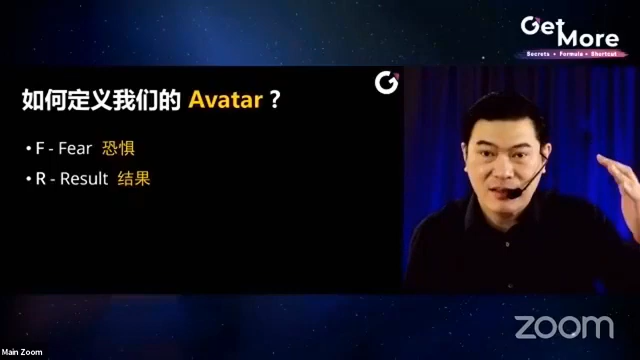 Get
More
Secrets • Formula • Shortcut
如何定义我们的 Avatar ?
• F - Fear 恐惧
• R - Result 结果
zoom
Main Zoom